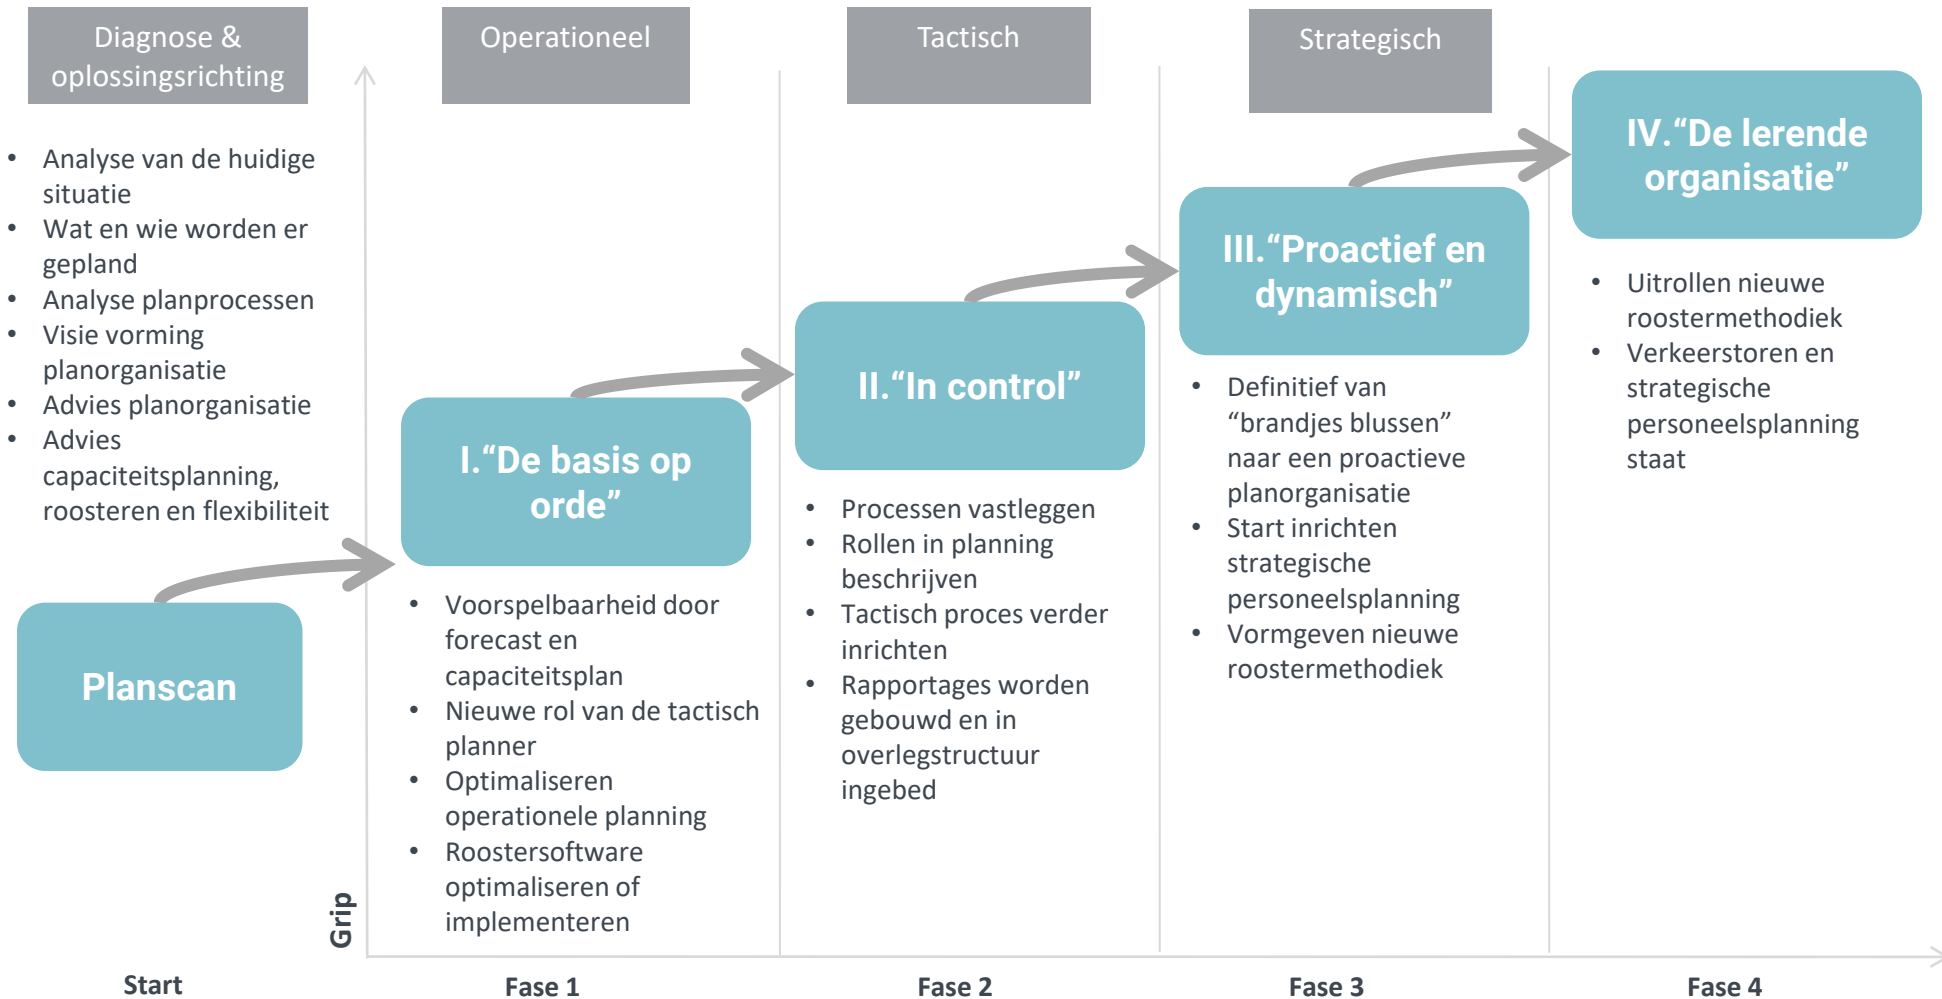 Diagnose &
oplossingsrichting
Operationeel
Tactisch
Strategisch
• Analyse van de huidige
situatie
• Wat en wie worden er
gepland
• Analyse planprocessen
• Visie vorming
planorganisatie
• Advies planorganisatie
• Advies
capaciteitsplanning,
roosteren en flexibiliteit
Planscan
I.“De basis op
orde”
• Voorspelbaarheid door
forecast en
capaciteitsplan
• Nieuwe rol van de tactisch
planner
• Optimaliseren
operationele planning
• Roostersoftware
optimaliseren of
implementeren
II.“In control”
• Processen vastleggen
• Rollen in planning
beschrijven
• Tactisch proces verder
inrichten
• Rapportages worden
gebouwd en in
overlegstructuur
ingebed
III.“Proactief en
dynamisch”
• Definitief van
“brandjes blussen”
naar een proactieve
planorganisatie
• Start inrichten
strategische
personeelsplanning
• Vormgeven nieuwe
roostermethodiek
IV.“De lerende
organisatie”
• Uitrollen nieuwe
roostermethodiek
• Verkeerstoren en
strategische
personeelsplanning
staat
Grip
Start
Fase 1
Fase 2
Fase 3
Fase 4